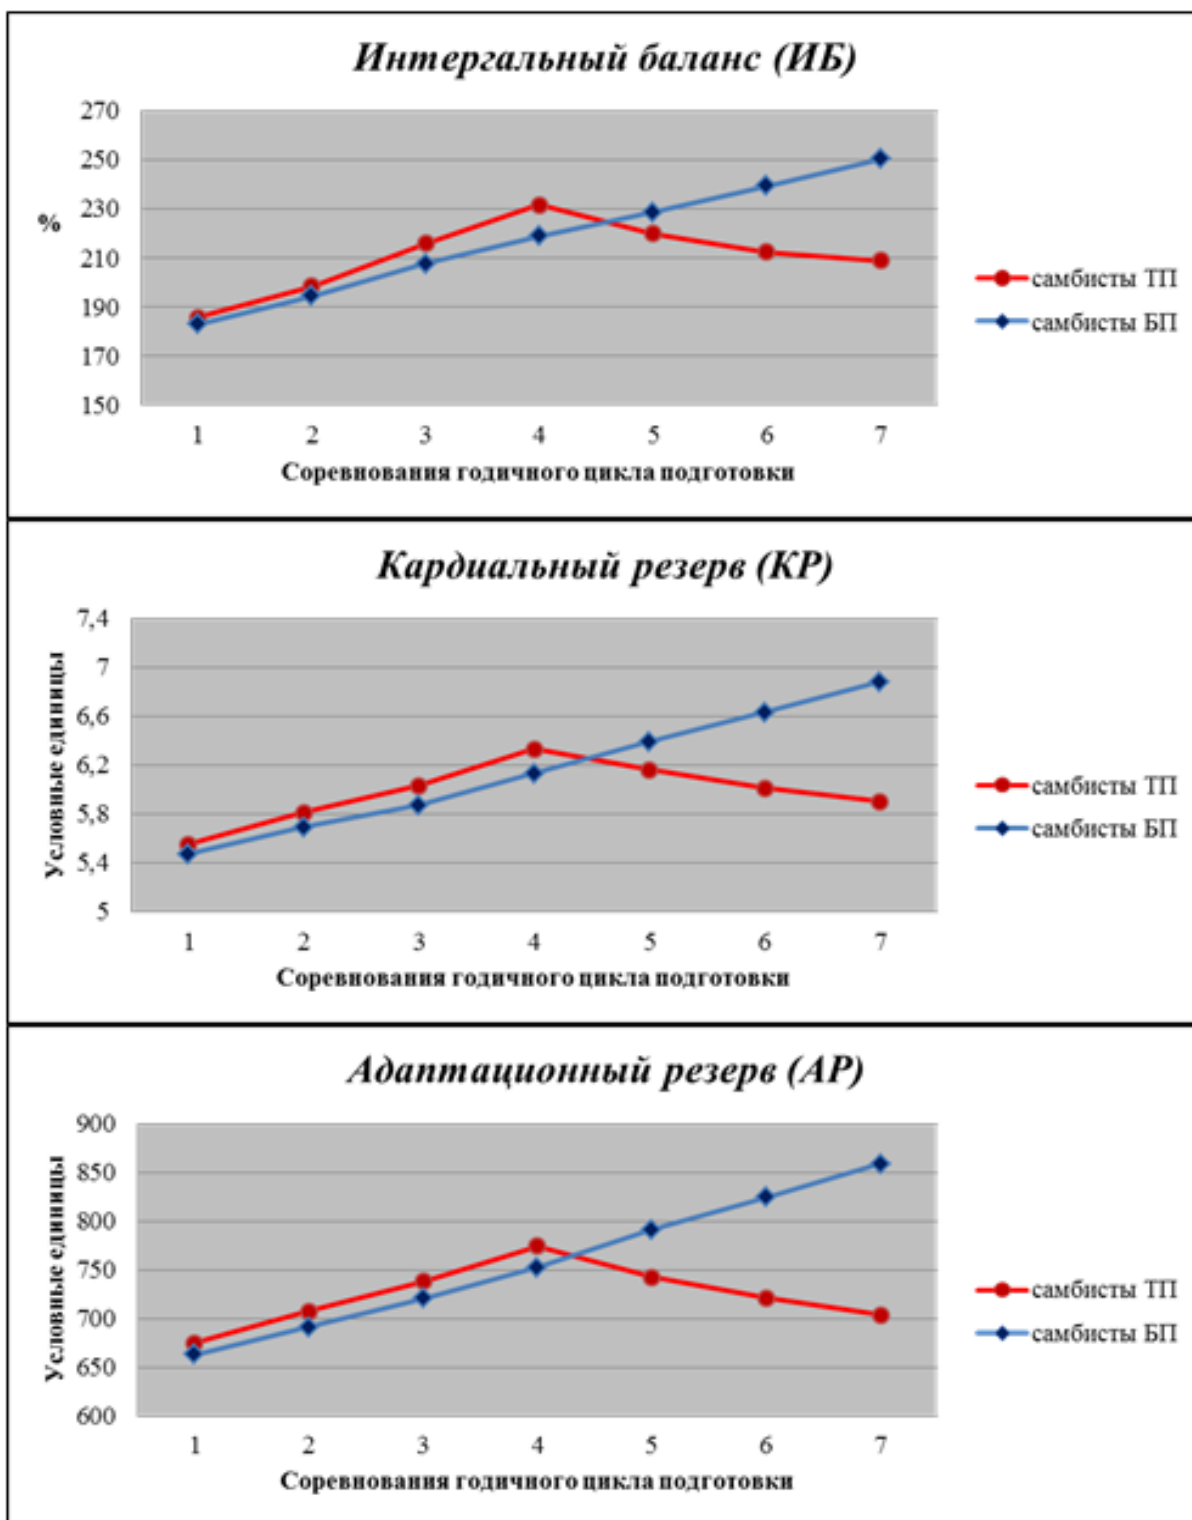 Интергальный баланс (ИБ)
270
250
230
210
190
170
150
%
1 2 3 4 5 6 7
Соревнования годичного цикла подготовки
самбисты ТП
самбисты БП
Кардиальный резерв (КР)
Условные единицы
7,4
7
6,6
6,2
5,8
5,4
5
1 2 3 4 5 6 7
Соревнования годичного цикла подготовки
самбисты ТП
самбисты БП
Адаптационный резерв (АР)
Условные единицы
900
850
800
750
700
650
600
1 2 3 4 5 6 7
Соревнования годичного цикла подготовки
самбисты ТП
самбисты БП